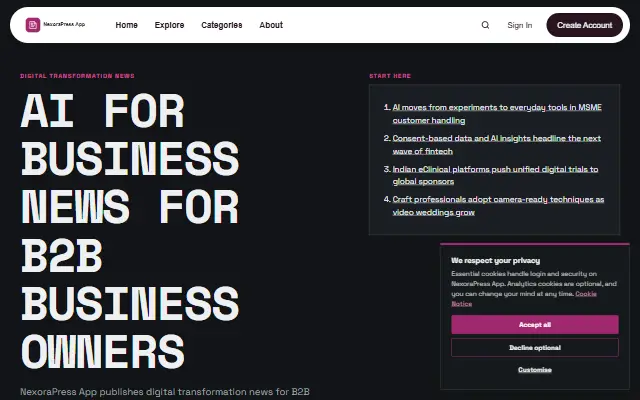 NexoraPress App
Home
Explore
Categories
About
Sign In
Create Account
DIGITAL TRANSFORMATION NEWS
AI FOR
BUSINESS
NEWS FOR
B2B
BUSINESS
OWNERS
NexoraPress App publishes digital transformation news for B2B
START HERE
1. AI moves from experiments to everyday tools in MSME
customer handling
2. Consent-based data and AI insights headline the next
wave of fintech
3. Indian eClinical platforms push unified digital trials to
global sponsors
4. Craft professionals adopt camera-ready techniques as
video weddings grow
We respect your privacy
Essential cookies handle login and security on
NexoraPress App. Analytics cookies are optional, and
you can change your mind at any time. Cookie
Notice
Accept all
Decline optional
Customise